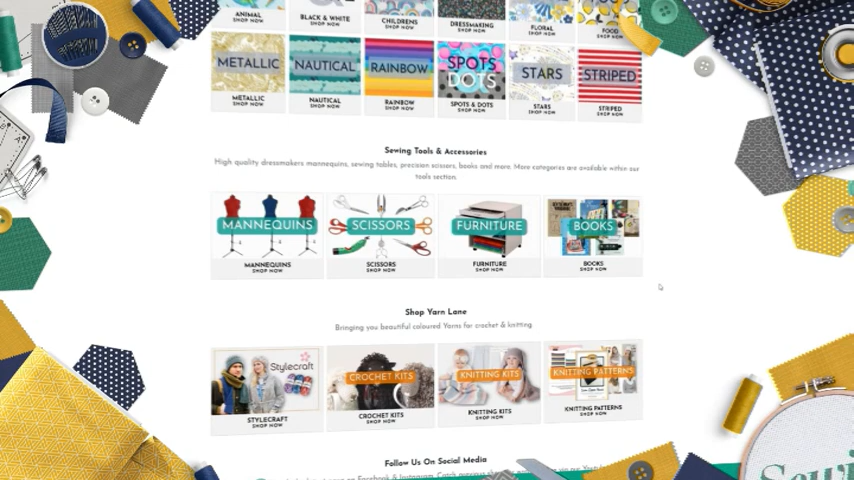 ANIMAL
SHOP NOW
BLACK & WHITE
SHOP NOW
CHILDRENS
SHOP NOW
DRESSMAKING
SHOP NOW
FLORAL
SHOP NOW
FOOD
SHOP NOW
METALLIC
NAUTICAL
RAINBOW
SPOTS
DOTS
STARS
STRIPED
METALLIC
SHOP NOW
NAUTICAL
SHOP NOW
RAINBOW
SHOP NOW
SPOTS & DOTS
SHOP NOW
STARS
SHOP NOW
STRIPED
SHOP NOW
Sewing Tools & Accessories
High quality dressmakers mannequins, sewing tables, precision scissors, books and more. More categories are available within our
tools section.
MANNEQUINS
SCISSORS
FURNITURE
BOOKS
MANNEQUINS
SHOP NOW
SCISSORS
SHOP NOW
FURNITURE
SHOP NOW
BOOKS
SHOP NOW
Shop Yarn Lane
Bringing you beautiful coloured Yarns for crochet & knitting
Stylecraft
CROCHET KITS
KNITTING KITS
KNITTING PATTERNS
STYLECRAFT
SHOP NOW
CROCHET KITS
SHOP NOW
KNITTING KITS
SHOP NOW
KNITTING PATTERNS
SHOP NOW
Follow Us On Social Media
on Facebook & Instagram. Catch
Sewi